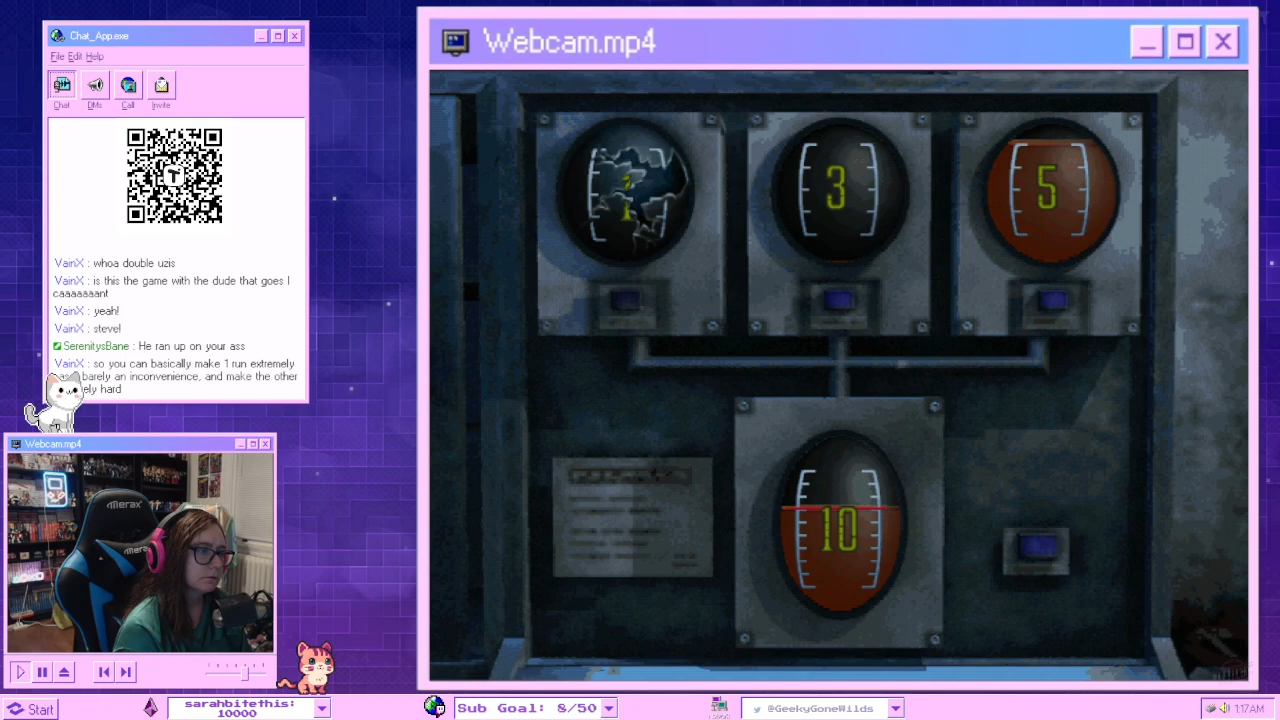 Chat_App.exe
File Edit Help
Chat DMs Call Invite
VainX : whoa double uzis
VainX : is this the game with the dude that goes I
caaaaaaant
VainX : yeah!
VainX : steve!
SerenitysBane : He ran up on your ass
VainX : so you can basically make 1 run extremely
barely an inconvenience, and make the other
ely hard
Webcam.mp4
merax
Webcam.mp4
1
3
5
10
Start
sarahbitethis:
10000
Sub Goal: 8/50
@GeekyGoneWilds
1:17AM